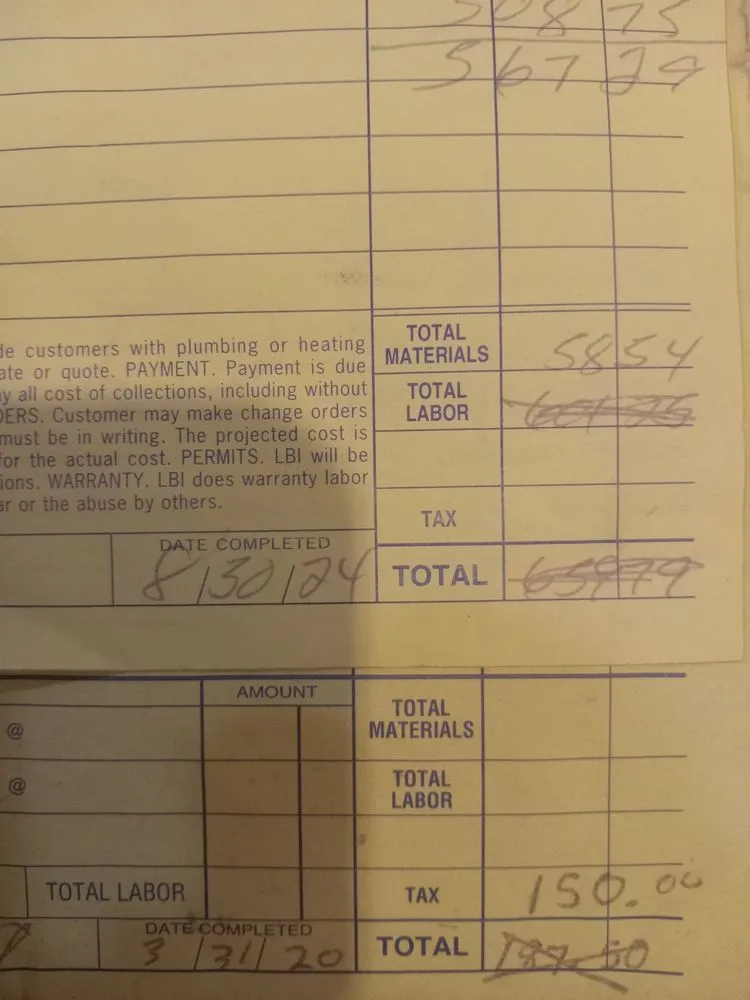 508 75
567 29
de customers with plumbing or heating
ate or quote. PAYMENT. Payment is due
y all cost of collections, including without
DERS. Customer may make change orders
must be in writing. The projected cost is
for the actual cost. PERMITS. LBI will be
ions. WARRANTY. LBI does warranty labor
ar or the abuse by others.
TOTAL
MATERIALS 58 54
TOTAL
LABOR
TAX
DATE COMPLETED
8/30/24
TOTAL 659 79
AMOUNT
TOTAL
MATERIALS
@
TOTAL
LABOR
@
TOTAL LABOR
TAX 150.00
DATE COMPLETED
3/31/20
TOTAL 187.50